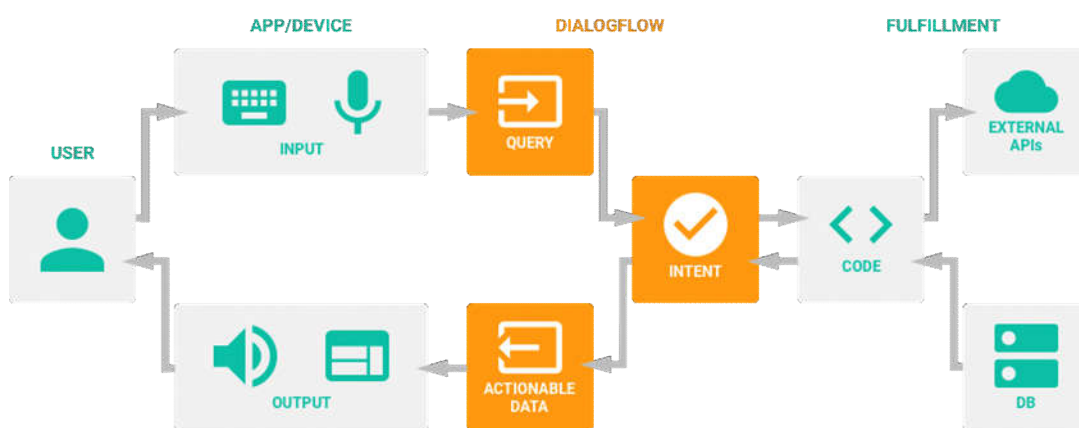 APP/DEVICE
DIALOGFLOW
FULFILLMENT
INPUT
QUERY
EXTERNAL
APIs
USER
INTENT
CODE
OUTPUT
ACTIONABLE
DATA
DB